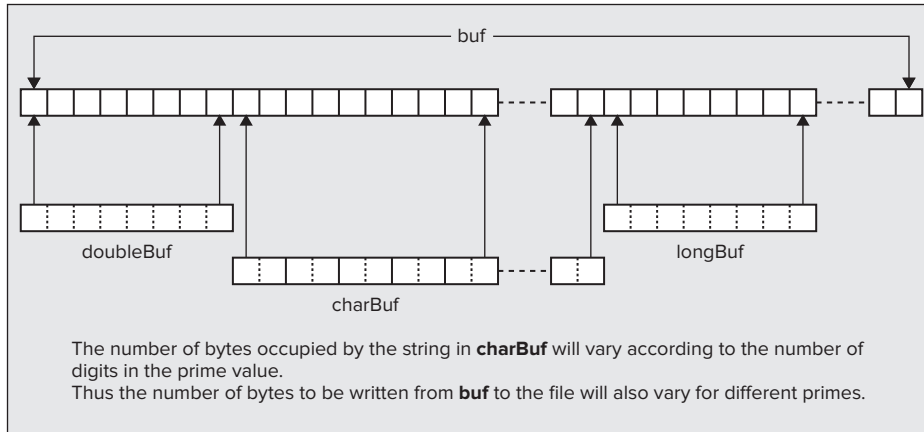 buf
doubleBuf
longBuf
charBuf
The number of bytes occupied by the string in charBuf will vary according to the number of
digits in the prime value.
Thus the number of bytes to be written from buf to the file will also vary for different primes.